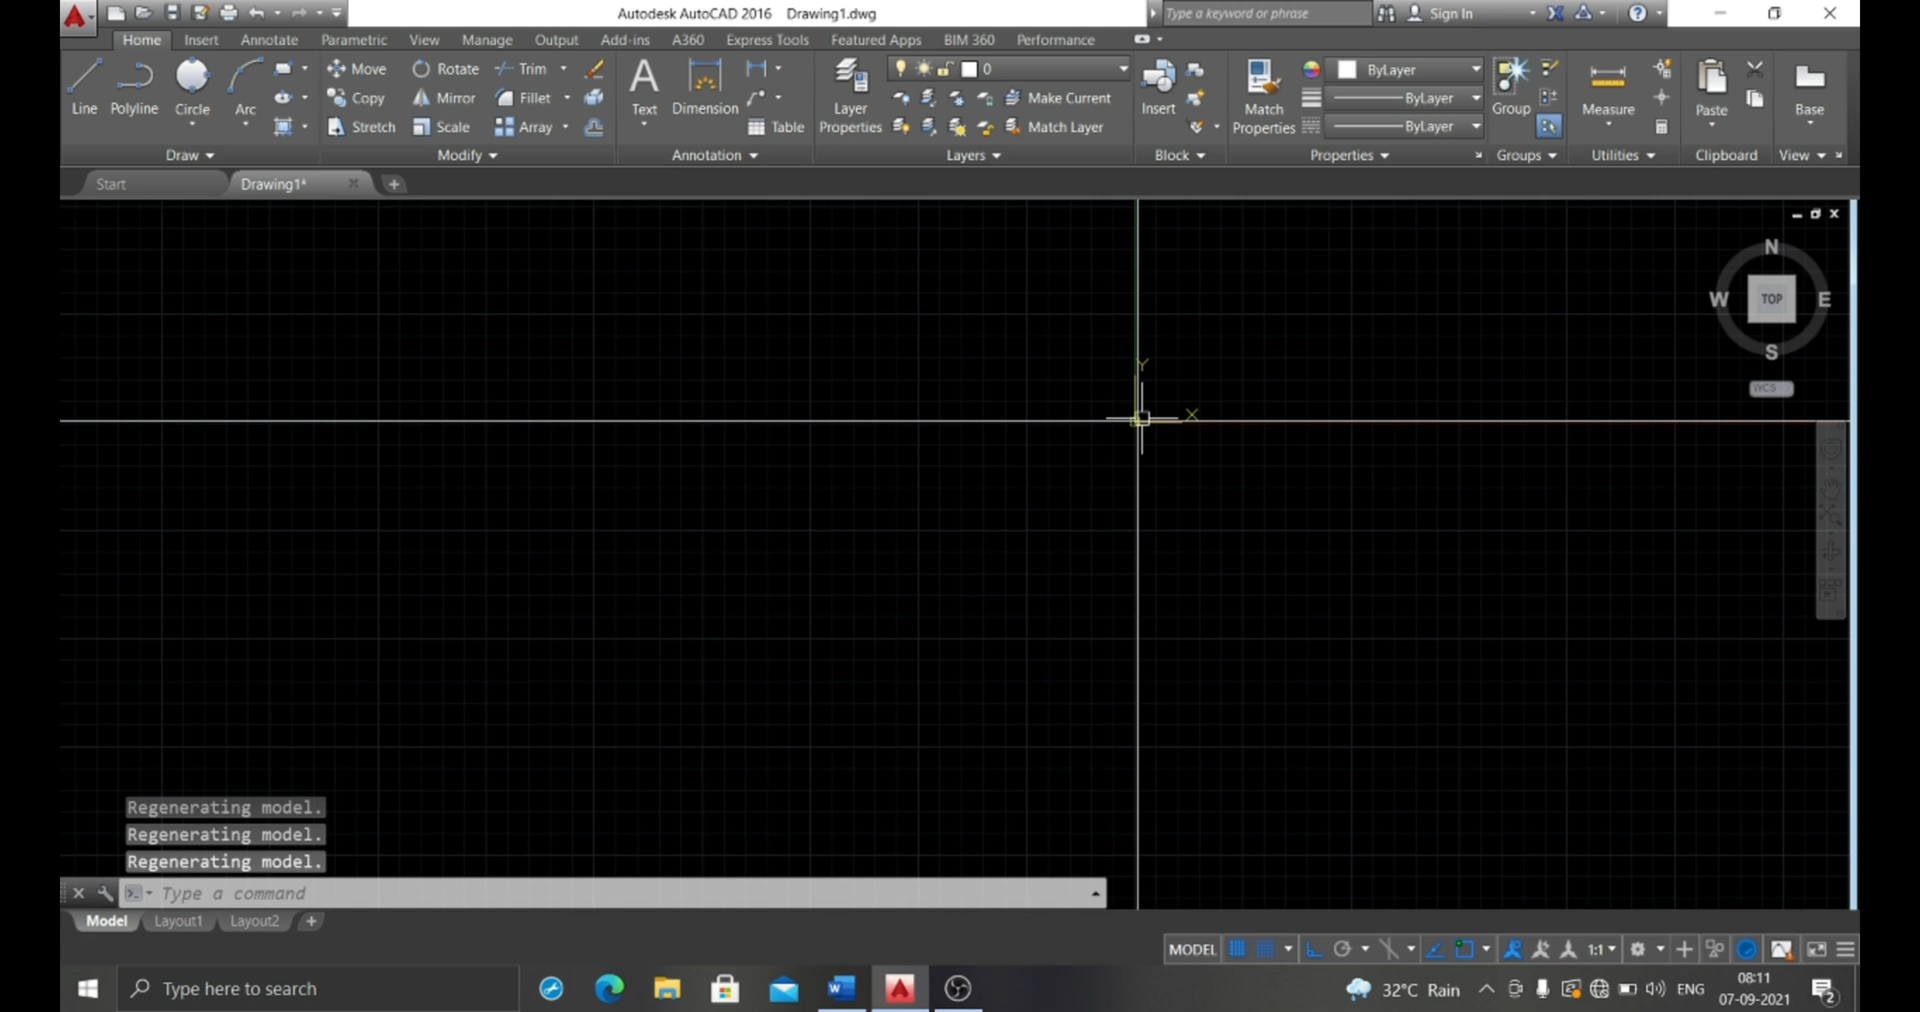 Autodesk AutoCAD 2016 Drawing1.dwg
Type a keyword or phrase
Sign In
Home Insert Annotate Parametric View Manage Output Add-ins A360 Express Tools Featured Apps BIM 360 Performance
Line Polyline Circle Arc
Move Rotate Trim
Copy Mirror Fillet
Stretch Scale Array
Text Dimension Table
Layer Properties
0
Make Current
Match Layer
Insert
Match Properties
ByLayer
ByLayer
ByLayer
Group
Measure
Paste
Base
Draw Modify Annotation Layers Block Properties Groups Utilities Clipboard View
Start Drawing1*
N
W TOP E
S
WCS
Y
X
Regenerating model.
Regenerating model.
Regenerating model.
Type a command
Model Layout1 Layout2
MODEL 1:1
Type here to search
32°C Rain ENG
08:11
07-09-2021
2